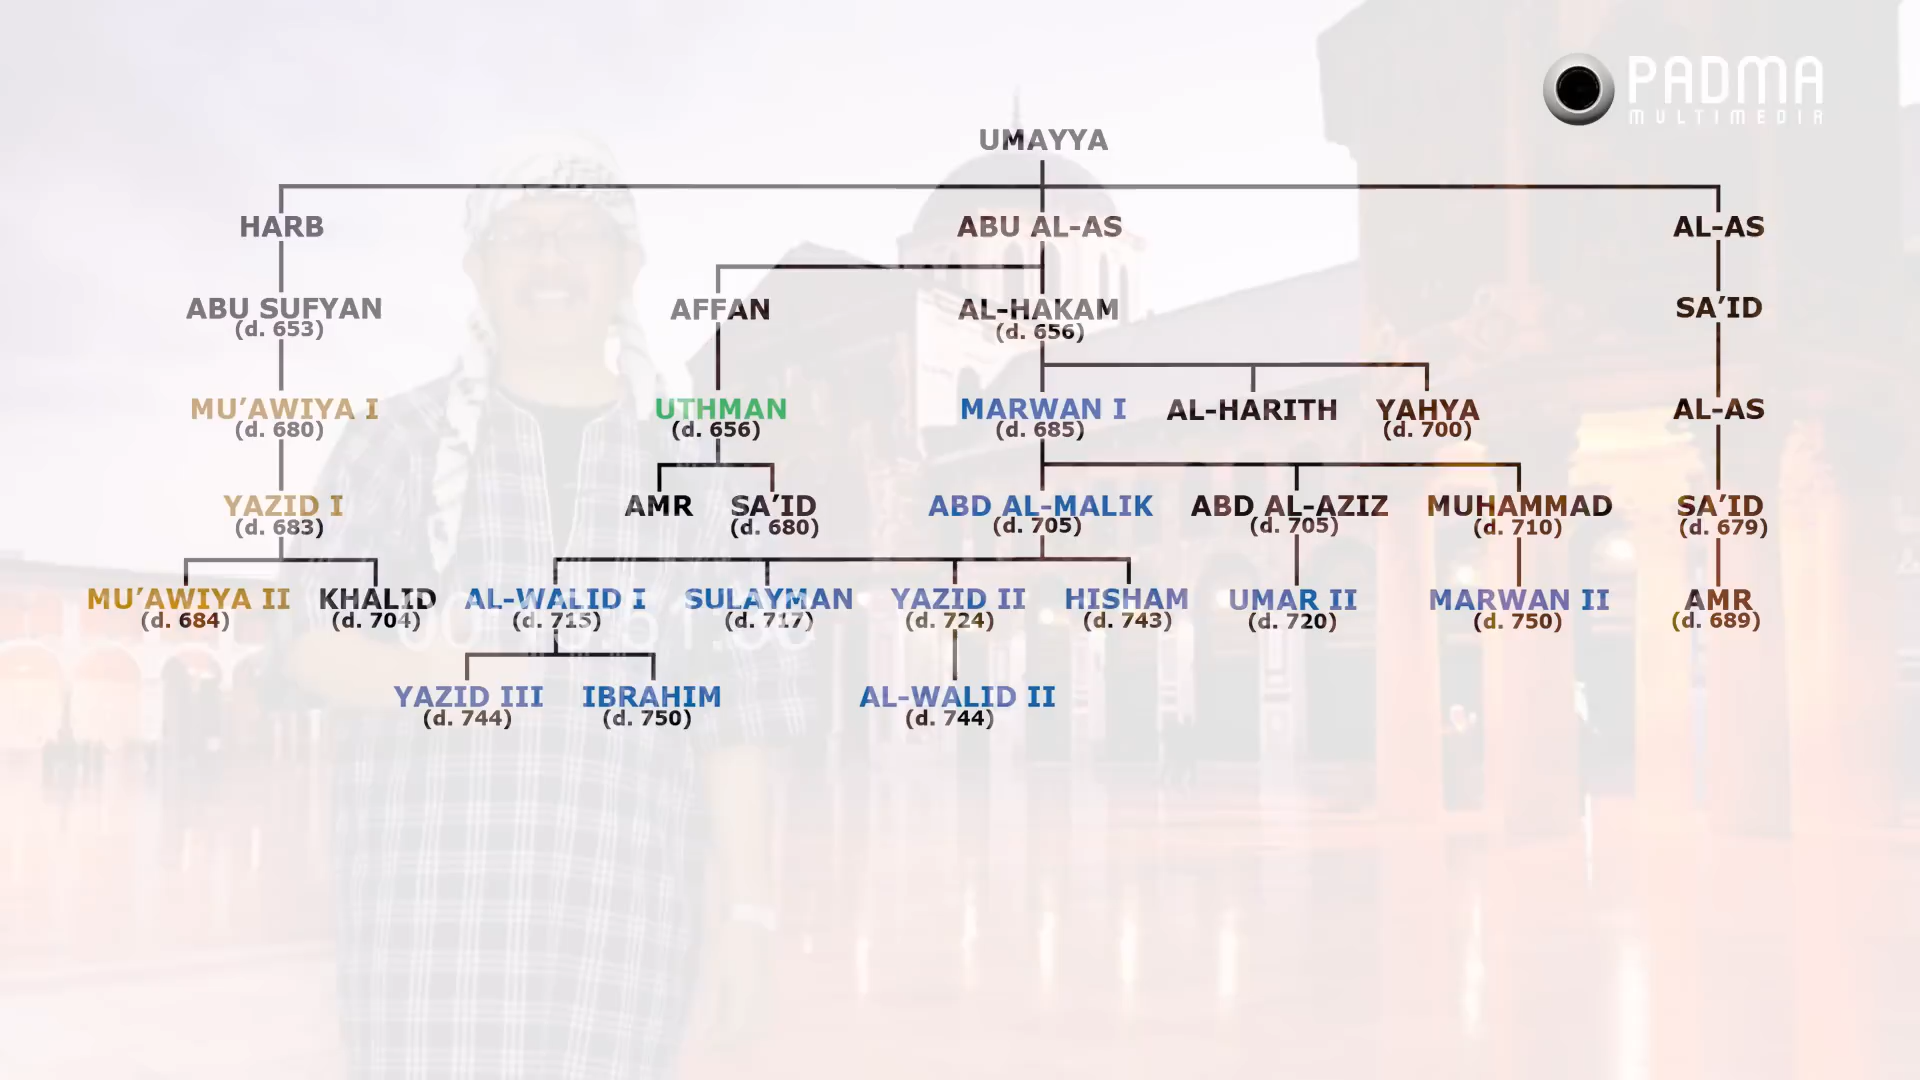 PADMA
MULTIMEDIA
UMAYYA
HARB
ABU AL-AS
AL-AS
ABU SUFYAN
(d. 653)
AFFAN
AL-HAKAM
(d. 656)
SA’ID
MU’AWIYA I
(d. 680)
UTHMAN
(d. 656)
MARWAN I
(d. 685)
AL-HARITH
YAHYA
(d. 700)
AL-AS
YAZID I
(d. 683)
AMR
SA’ID
(d. 680)
ABD AL-MALIK
(d. 705)
ABD AL-AZIZ
(d. 705)
MUHAMMAD
(d. 710)
SA’ID
(d. 679)
MU’AWIYA II
(d. 684)
KHALID
(d. 704)
AL-WALID I
(d. 715)
SULAYMAN
(d. 717)
YAZID II
(d. 724)
HISHAM
(d. 743)
UMAR II
(d. 720)
MARWAN II
(d. 750)
AMR
(d. 689)
YAZID III
(d. 744)
IBRAHIM
(d. 750)
AL-WALID II
(d. 744)